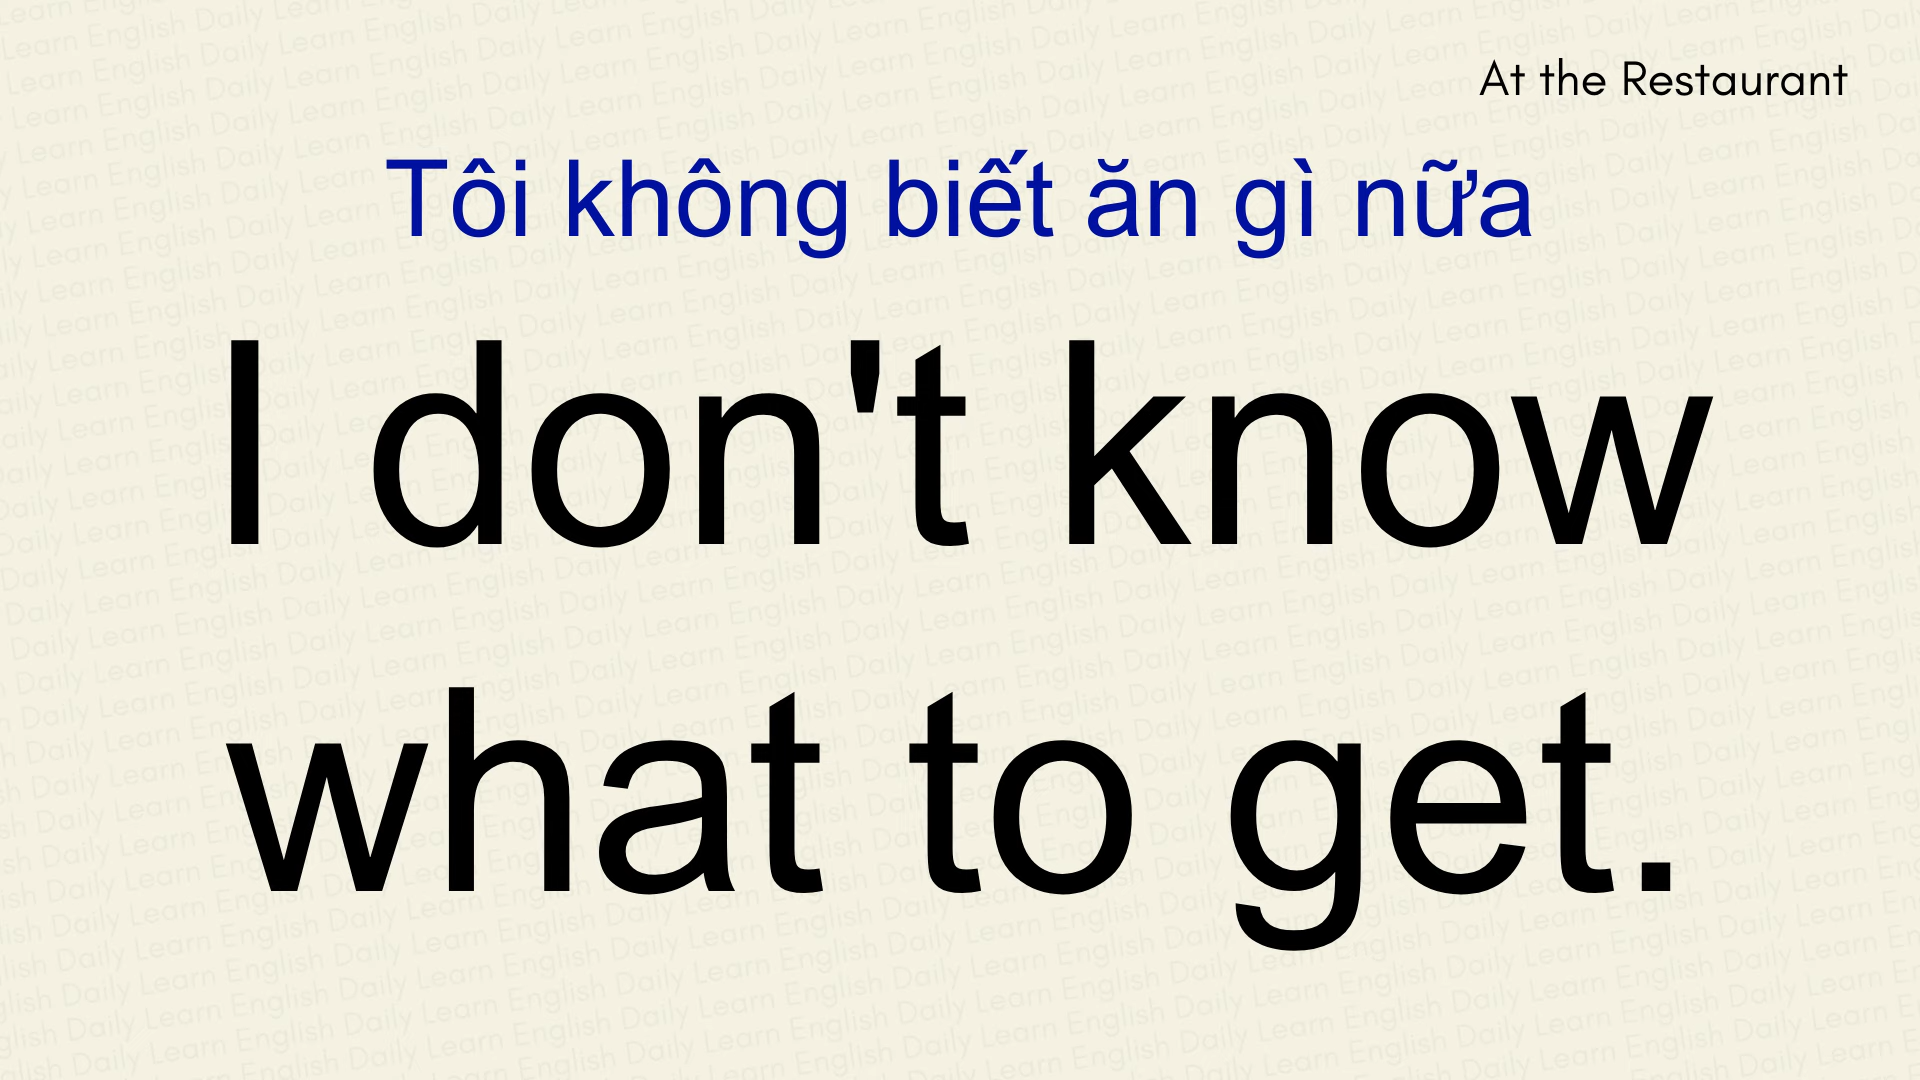 At the Restaurant
Tôi không biết ăn gì nữa
I don't know
what to get.